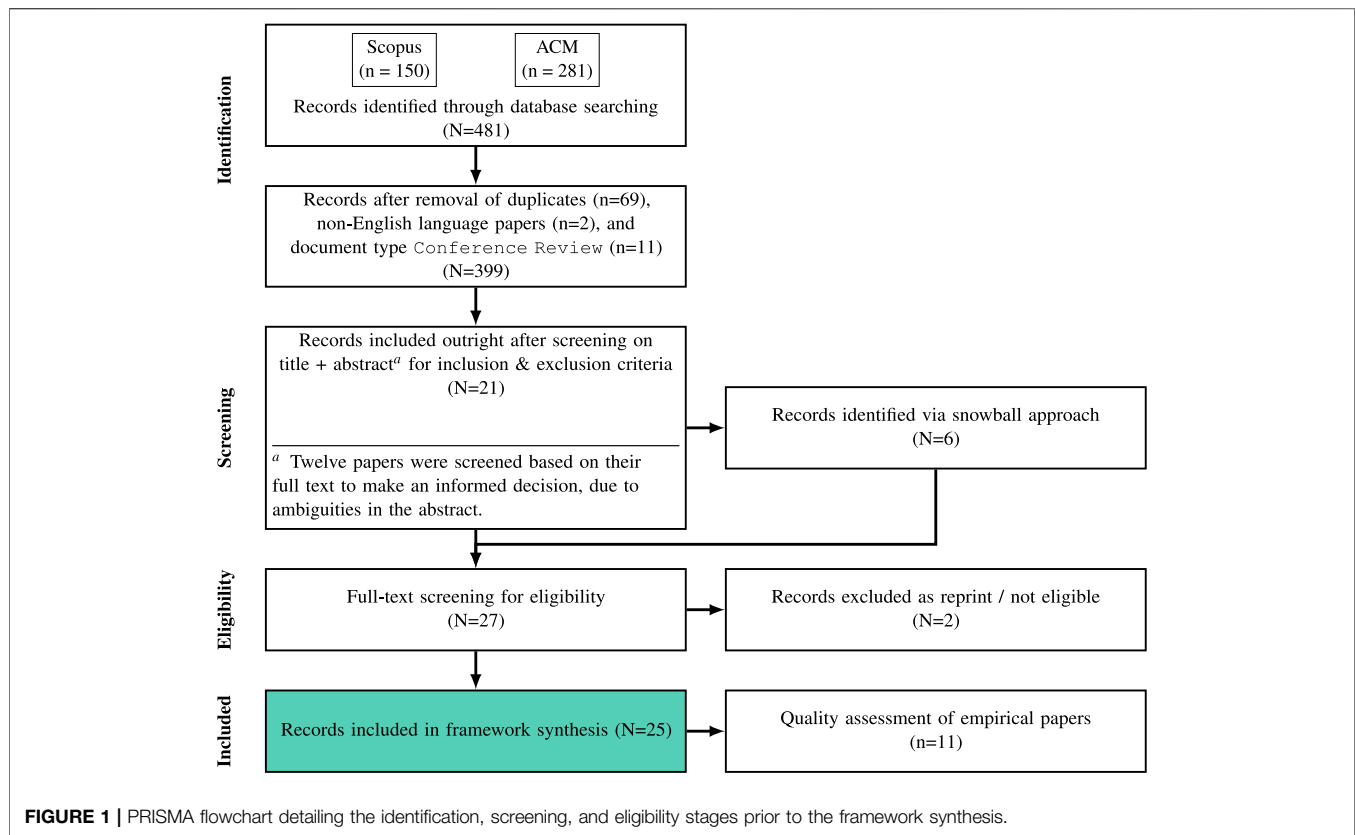 Identification
Scopus
(n = 150)
ACM
(n = 281)
Records identified through database searching
(N=481)
Records after removal of duplicates (n=69),
non-English language papers (n=2), and
document type Conference Review (n=11)
(N=399)
Screening
Records included outright after screening on
title + abstractᵃ for inclusion & exclusion criteria
(N=21)
ᵃ Twelve papers were screened based on their
full text to make an informed decision, due to
ambiguities in the abstract.
Records identified via snowball approach
(N=6)
Eligibility
Full-text screening for eligibility
(N=27)
Records excluded as reprint / not eligible
(N=2)
Included
Records included in framework synthesis (N=25)
Quality assessment of empirical papers
(n=11)
FIGURE 1 | PRISMA flowchart detailing the identification, screening, and eligibility stages prior to the framework synthesis.